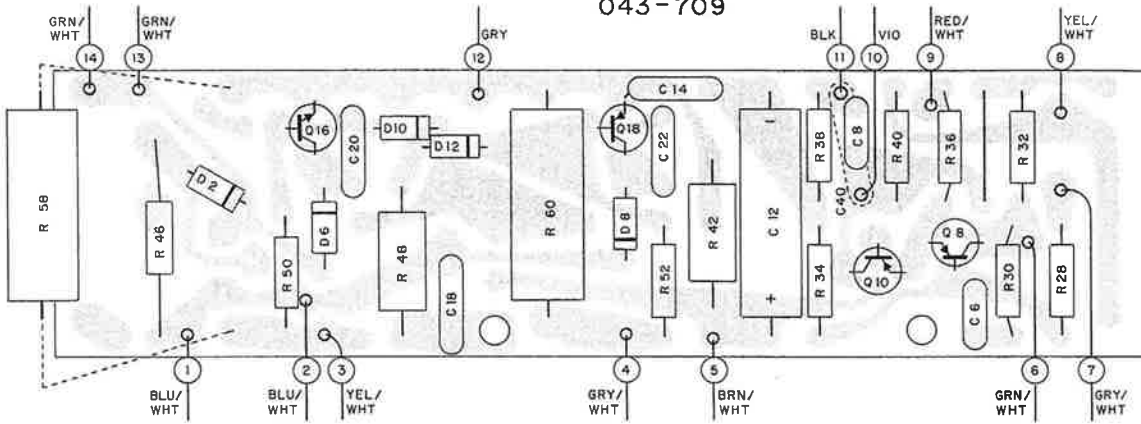 043-709
GRN/ WHT
GRN/ WHT
GRY
BLK
VIO
RED/ WHT
YEL/ WHT
14
13
12
11
10
9
8
R 58
R 46
D 2
Q16
C 20
D10
D12
D6
R 50
R 48
C 18
R 60
Q18
C 14
C 22
D 8
R 52
R 42
C 12
-
+
R 38
C 8
C40
R 40
R 36
R 32
R 34
Q10
Q 8
C 6
R30
R28
1
2
3
4
5
6
7
BLU/ WHT
BLU/ WHT
YEL/ WHT
GRY/ WHT
BRN/ WHT
GRN/ WHT
GRY/ WHT